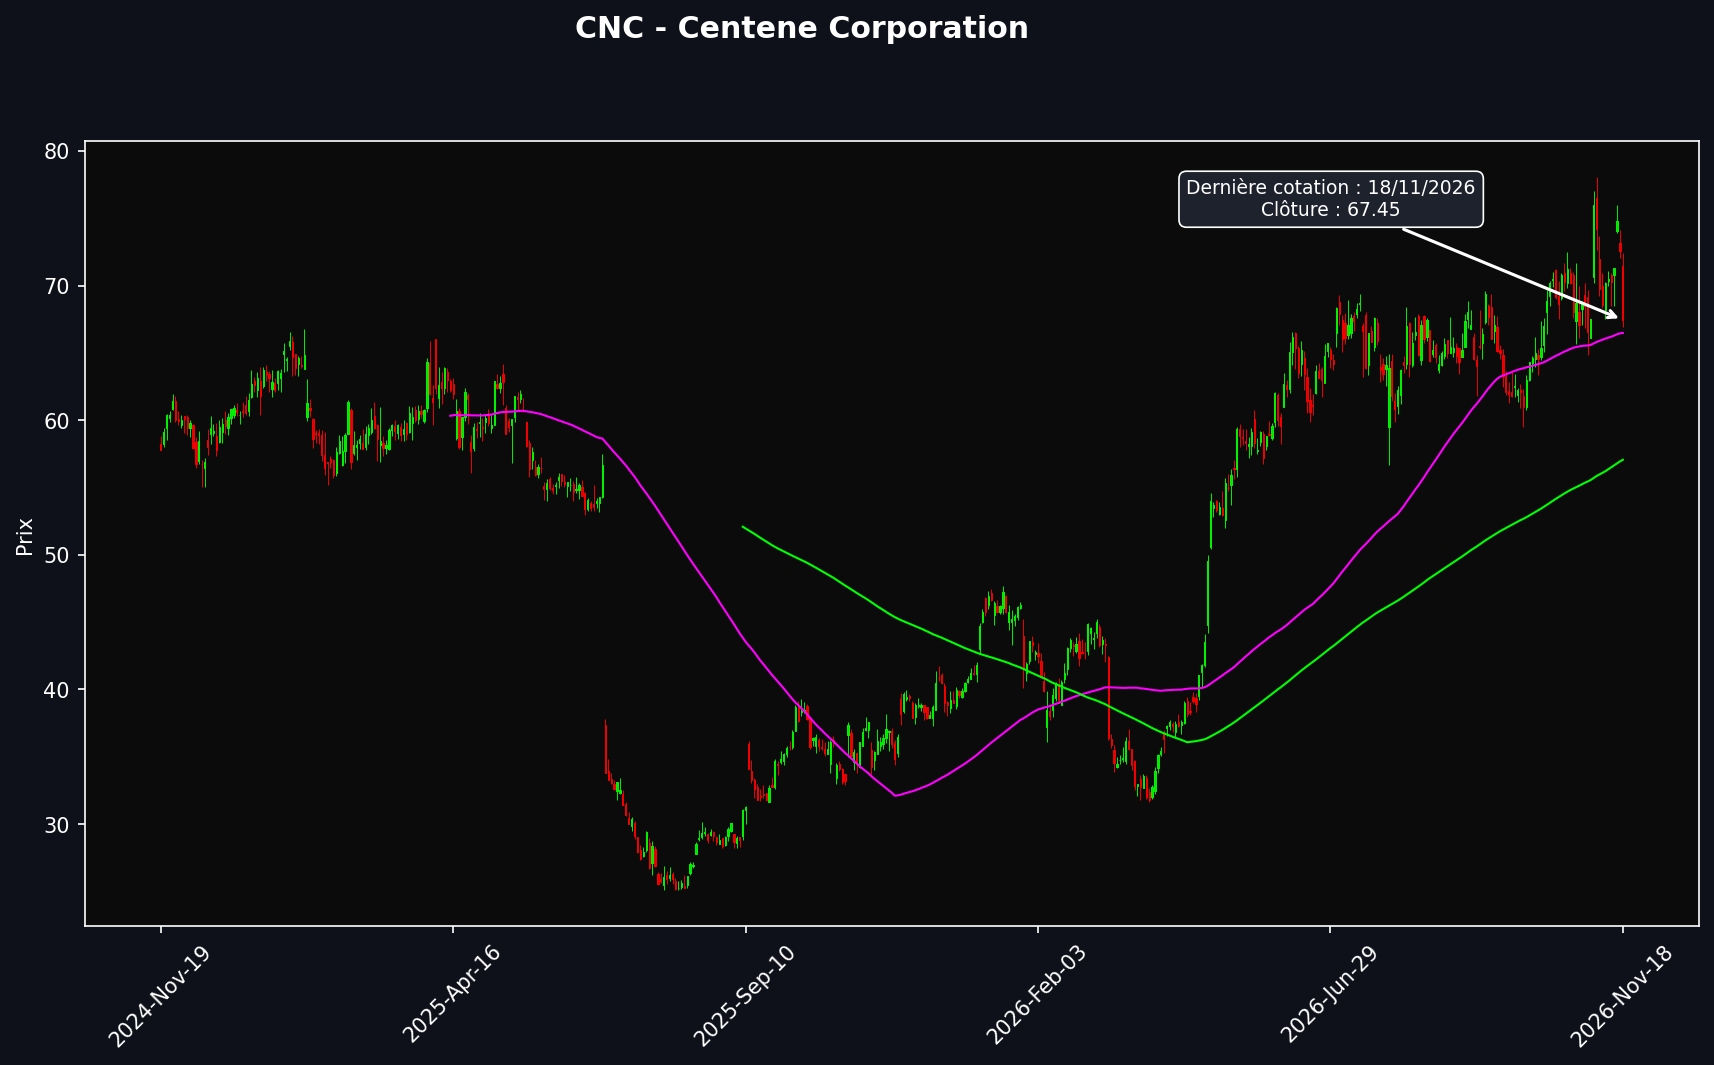 CNC - Centene Corporation
80
70
60
50
40
30
Prix
Dernière cotation : 18/11/2026
Clôture : 67.45
2024-Nov-19
2025-Apr-16
2025-Sep-10
2026-Feb-03
2026-Jun-29
2026-Nov-18